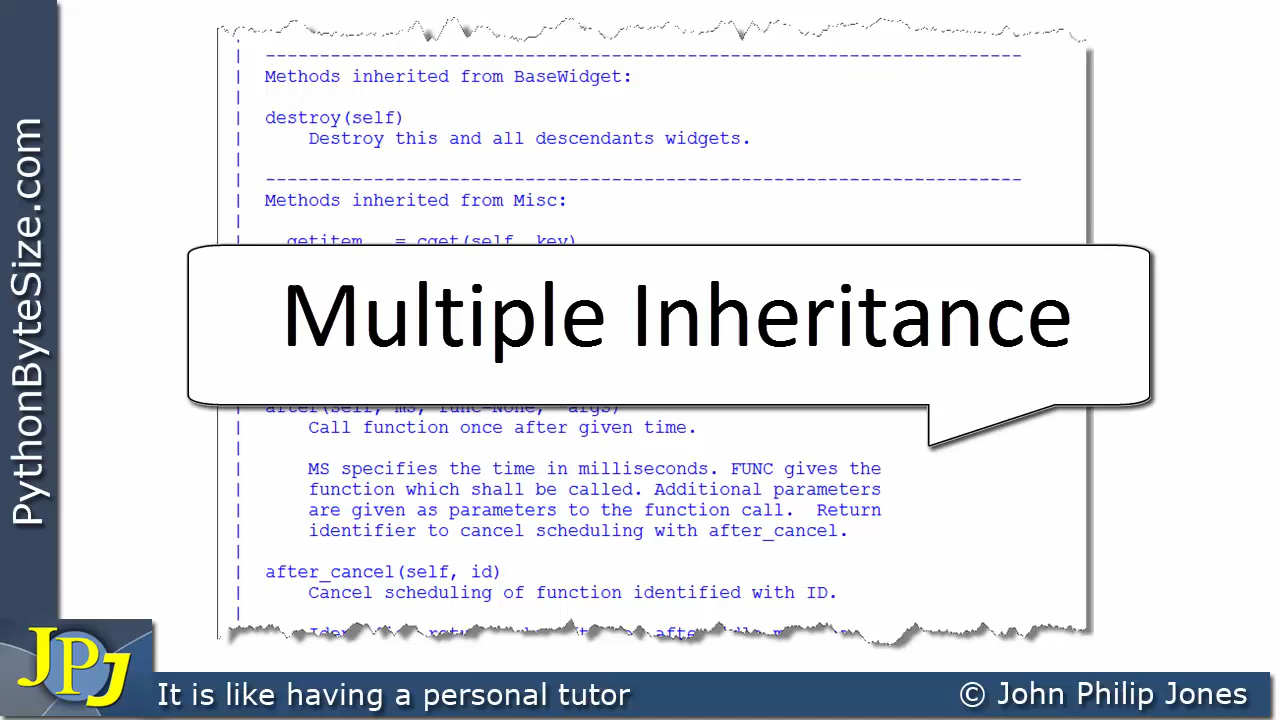 PythonByteSize.com
Methods inherited from BaseWidget:
destroy(self)
Destroy this and all descendants widgets.
Methods inherited from Misc:
Multiple Inheritance
Call function once after given time.
MS specifies the time in milliseconds. FUNC gives the
function which shall be called. Additional parameters
are given as parameters to the function call.  Return
identifier to cancel scheduling with after_cancel.
after_cancel(self, id)
Cancel scheduling of function identified with ID.
JPJ
It is like having a personal tutor
© John Philip Jones